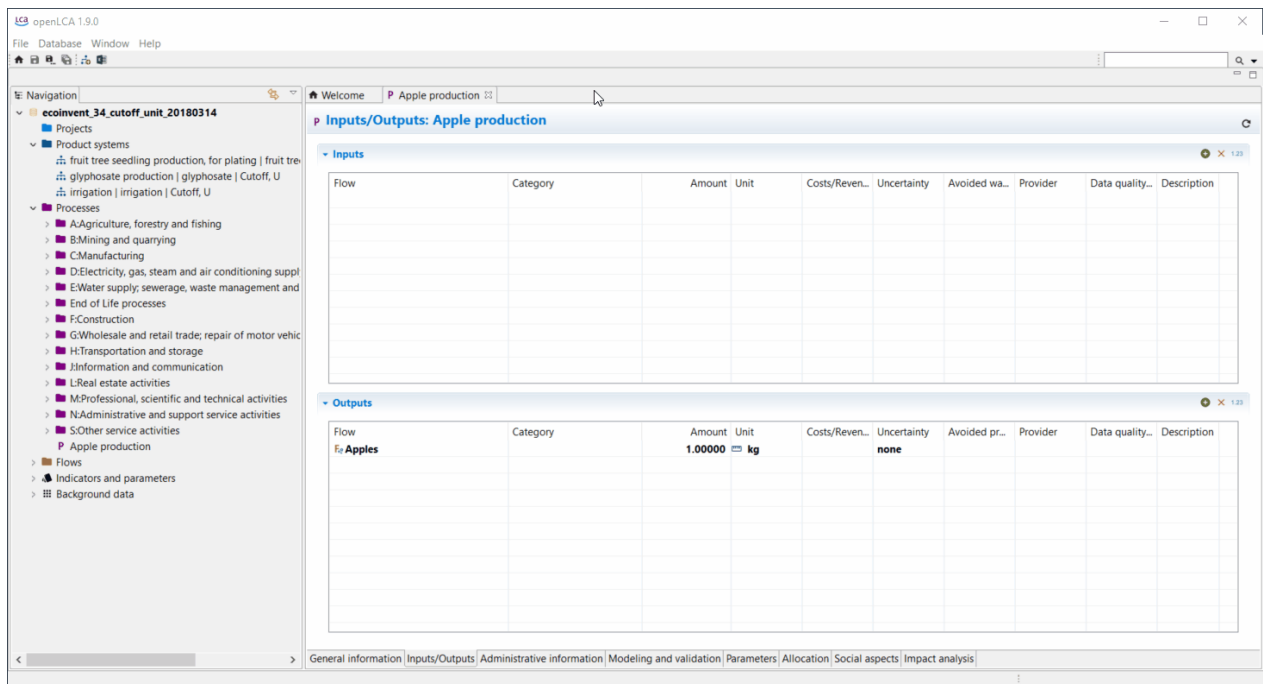 LCA openLCA 1.9.0
File Database Window Help
Navigation
ecoinvent_34_cutoff_unit_20180314
Projects
Product systems
fruit tree seedling production, for plating | fruit tre
glyphosate production | glyphosate | Cutoff, U
irrigation | irrigation | Cutoff, U
Processes
A:Agriculture, forestry and fishing
B:Mining and quarrying
C:Manufacturing
D:Electricity, gas, steam and air conditioning suppl
E:Water supply; sewerage, waste management and
End of Life processes
F:Construction
G:Wholesale and retail trade; repair of motor vehic
H:Transportation and storage
J:Information and communication
L:Real estate activities
M:Professional, scientific and technical activities
N:Administrative and support service activities
S:Other service activities
P Apple production
Flows
Indicators and parameters
Background data
Welcome P Apple production
P Inputs/Outputs: Apple production
Inputs 1.23
Flow Category Amount Unit Costs/Reven... Uncertainty Avoided wa... Provider Data quality... Description
Outputs 1.23
Flow Category Amount Unit Costs/Reven... Uncertainty Avoided pr... Provider Data quality... Description
Fe Apples 1.00000 kg none
General information Inputs/Outputs Administrative information Modeling and validation Parameters Allocation Social aspects Impact analysis